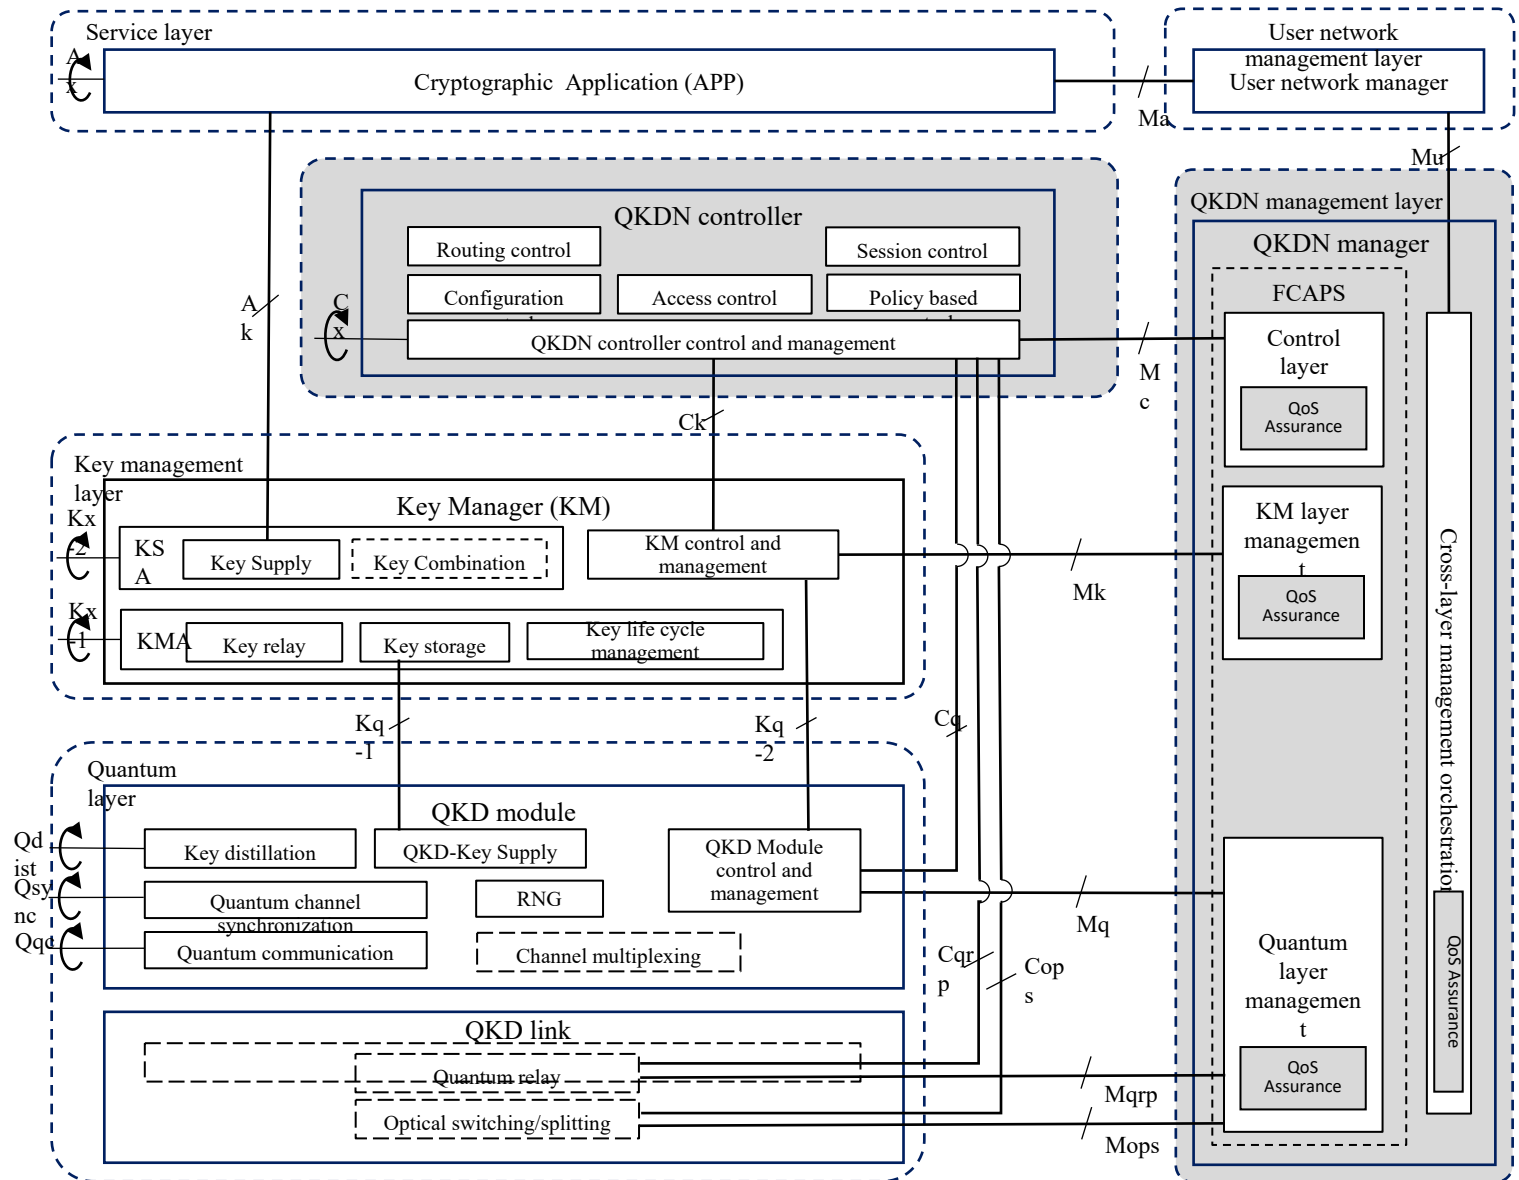 Service layer
A
x
Cryptographic  Application (APP)
User network
management layer
User network manager
Ma
Mu
QKDN management layer
QKDN manager
FCAPS
Control
layer
QoS
Assurance
KM layer
managemen
t
QoS
Assurance
Quantum
layer
managemen
t
QoS
Assurance
Cross-layer management orchestration
QoS Assurance
QKDN controller
Routing control
Session control
Configuration
Access control
Policy based
QKDN controller control and management
C
x
A
k
M
c
Ck
Key management
layer
Key Manager (KM)
Kx
-2
KS
A
Key Supply
Key Combination
KM control and
management
Mk
Kx
-1
KMA
Key relay
Key storage
Key life cycle
management
Kq
-1
Kq
-2
Cq
Quantum
layer
QKD module
Qd
ist
Key distillation
QKD-Key Supply
QKD Module
control and
management
Qsy
nc
Quantum channel
synchronization
RNG
Mq
Qqc
Quantum communication
Channel multiplexing
Cqr
p
Cop
s
QKD link
Quantum relay
Mqrp
Optical switching/splitting
Mops